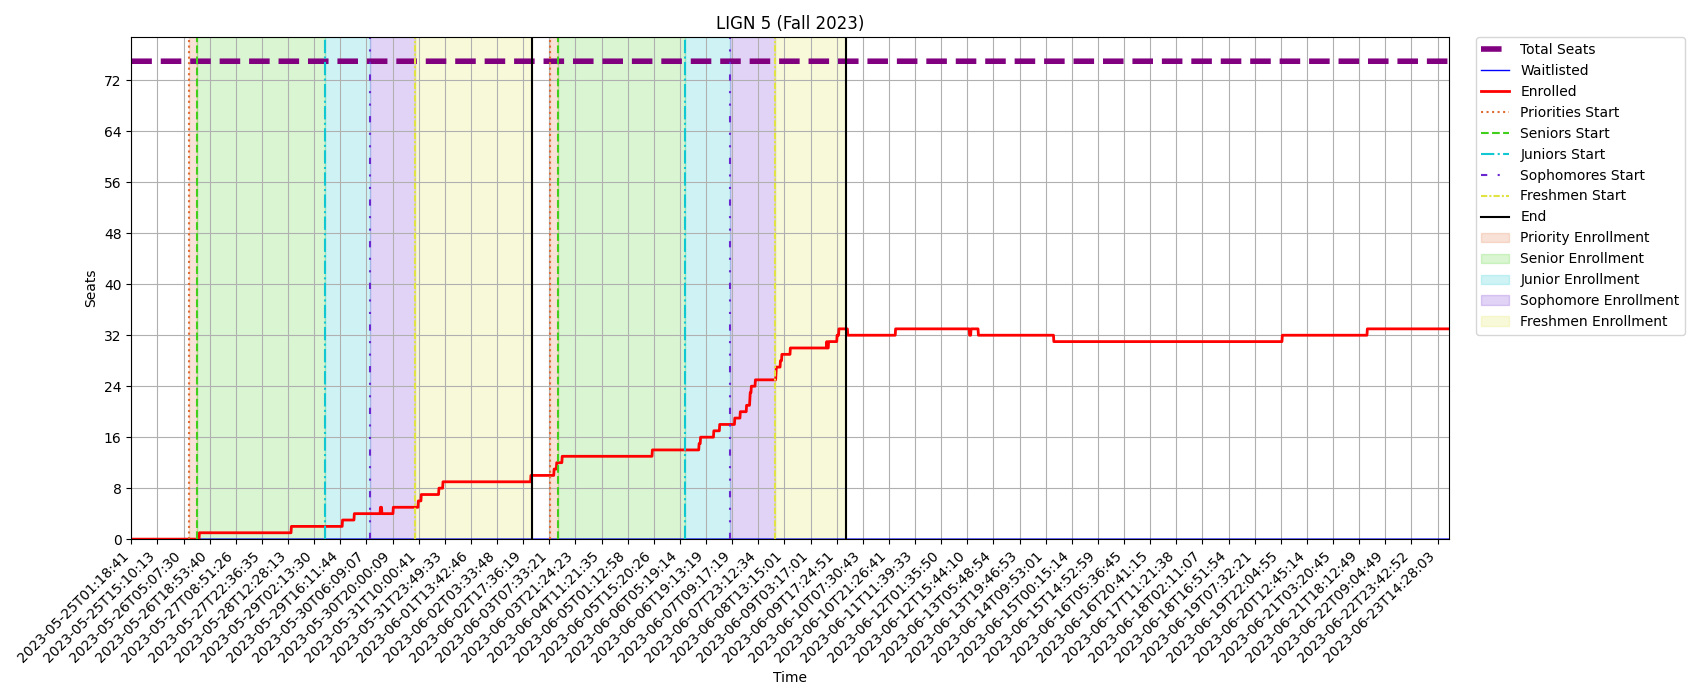 LIGN 5 (Fall 2023)
Seats
72
64
56
48
40
32
24
16
8
0
2023-05-25T01:18:41
2023-05-25T15:10:13
2023-05-26T05:07:30
2023-05-26T18:53:40
2023-05-27T08:51:26
2023-05-27T22:36:35
2023-05-28T12:28:13
2023-05-29T02:13:30
2023-05-29T16:11:44
2023-05-30T06:09:07
2023-05-30T20:00:09
2023-05-31T10:00:41
2023-05-31T23:49:33
2023-06-01T13:42:46
2023-06-02T03:33:48
2023-06-02T17:36:19
2023-06-03T07:33:21
2023-06-03T21:24:23
2023-06-04T11:21:35
2023-06-05T01:12:58
2023-06-05T15:20:26
2023-06-06T05:19:14
2023-06-06T19:13:19
2023-06-07T09:17:19
2023-06-07T23:12:34
2023-06-08T13:15:01
2023-06-09T03:17:01
2023-06-09T17:24:51
2023-06-10T07:30:43
2023-06-10T21:26:41
2023-06-11T11:39:33
2023-06-12T01:35:50
2023-06-12T15:44:10
2023-06-13T05:48:54
2023-06-13T19:46:53
2023-06-14T09:53:01
2023-06-15T00:15:14
2023-06-15T14:52:59
2023-06-16T05:36:45
2023-06-16T20:41:15
2023-06-17T11:21:38
2023-06-18T02:11:07
2023-06-18T16:51:54
2023-06-19T07:32:21
2023-06-19T22:04:55
2023-06-20T12:45:14
2023-06-21T03:20:45
2023-06-21T18:12:49
2023-06-22T09:04:49
2023-06-22T23:42:52
2023-06-23T14:28:03
Time
Total Seats
Waitlisted
Enrolled
Priorities Start
Seniors Start
Juniors Start
Sophomores Start
Freshmen Start
End
Priority Enrollment
Senior Enrollment
Junior Enrollment
Sophomore Enrollment
Freshmen Enrollment